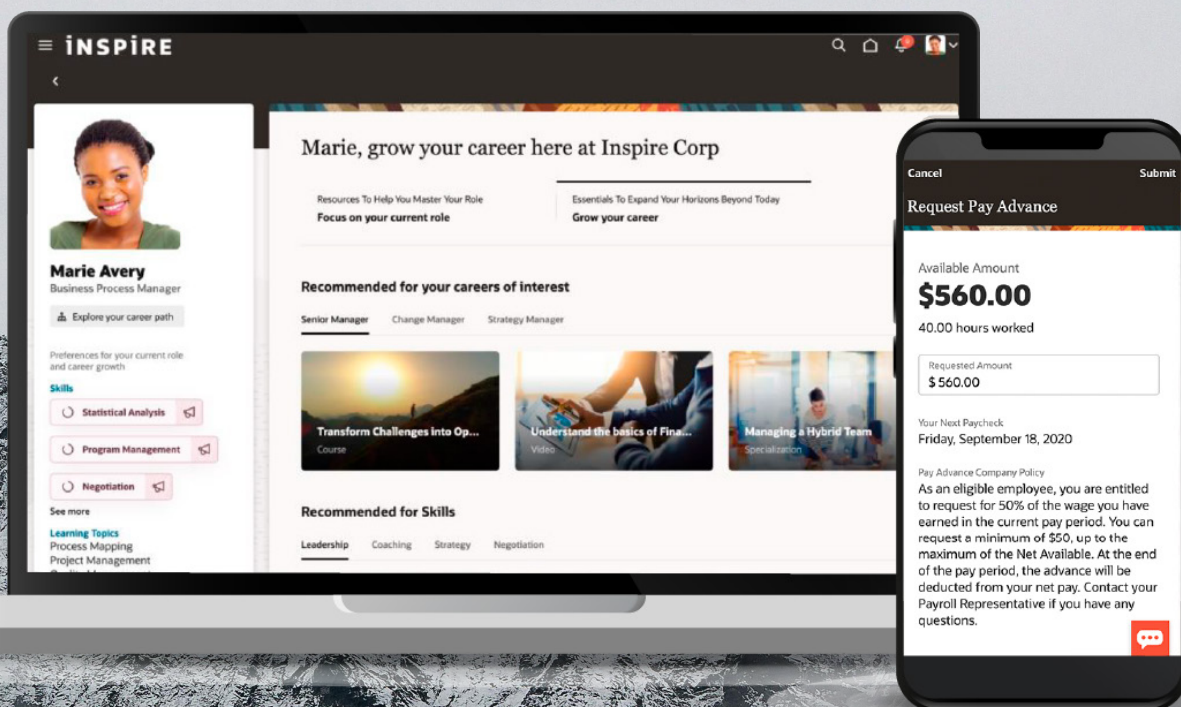 iNSPiRE
Marie Avery
Business Process Manager
Explore your career path
Preferences for your current role
and career growth
Skills
Statistical Analysis
Program Management
Negotiation
See more
Learning Topics
Process Mapping
Project Management
Marie, grow your career here at Inspire Corp
Resources To Help You Master Your Role
Focus on your current role
Essentials To Expand Your Horizons Beyond Today
Grow your career
Recommended for your careers of interest
Senior Manager Change Manager Strategy Manager
Transform Challenges into Op...
Course
Understand the basics of Fina...
Video
Managing a Hybrid Team
Specialization
Recommended for Skills
Leadership Coaching Strategy Negotiation
Cancel Submit
Request Pay Advance
Available Amount
$560.00
40.00 hours worked
Requested Amount
$ 560.00
Your Next Paycheck
Friday, September 18, 2020
Pay Advance Company Policy
As an eligible employee, you are entitled
to request for 50% of the wage you have
earned in the current pay period. You can
request a minimum of $50, up to the
maximum of the Net Available. At the end
of the pay period, the advance will be
deducted from your net pay. Contact your
Payroll Representative if you have any
questions.